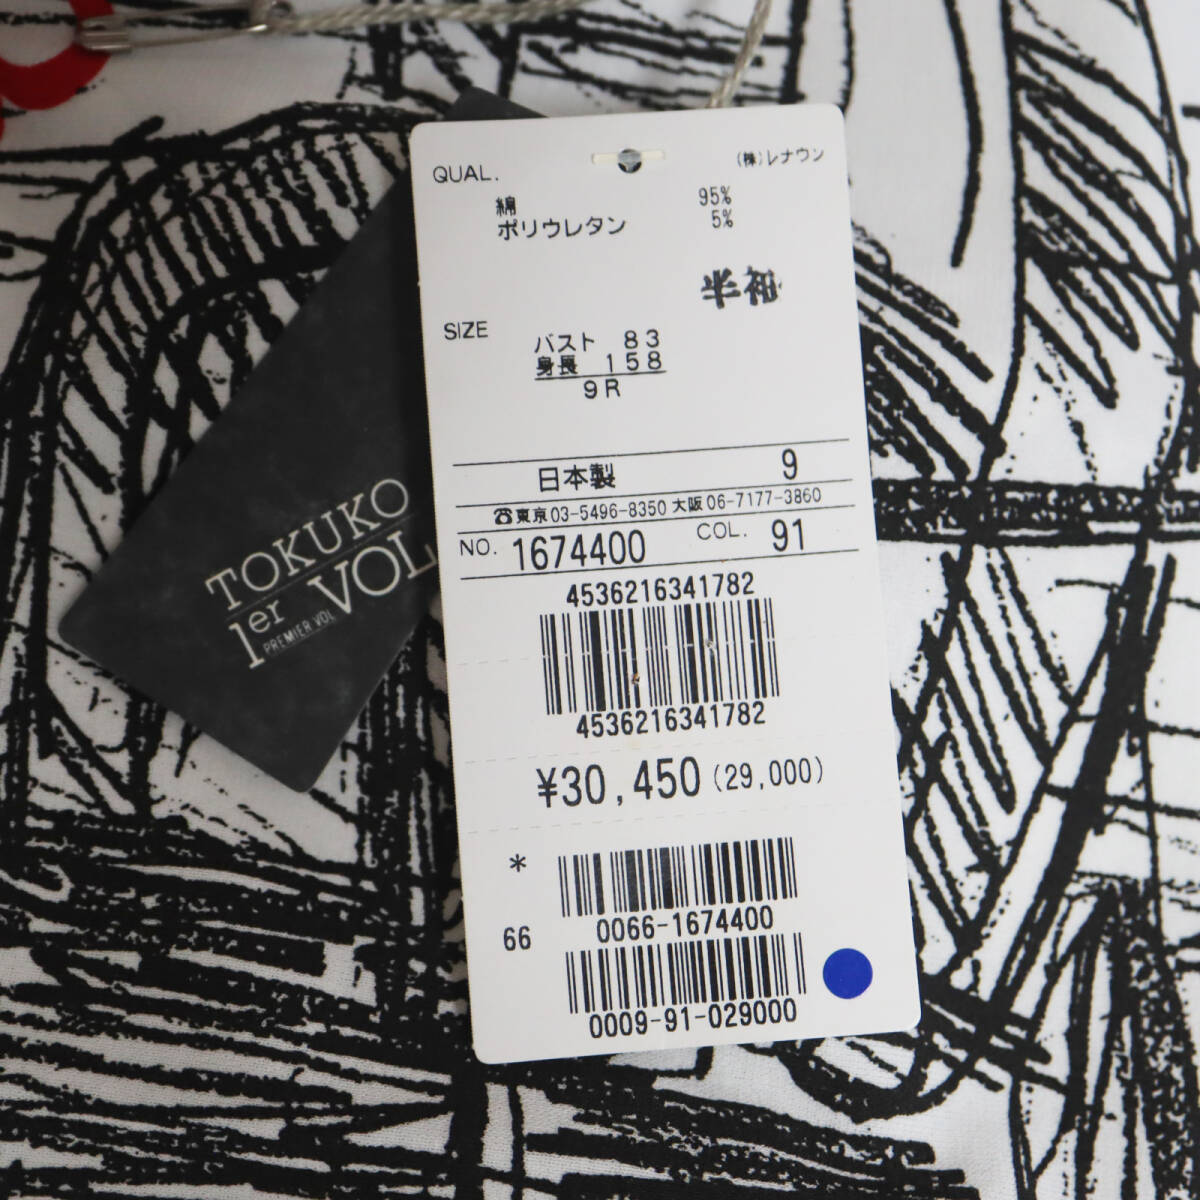 QUAL.
(株)レナウン
綿 95%
ポリウレタン 5%
半袖
SIZE
バスト 83
身長 158
9R
日本製 9
☎東京03-5496-8350 大阪06-7177-3860
NO. 1674400 COL. 91
4536216341782
4536216341782
¥30,450(29,000)
*
66
0066-1674400
0009-91-029000
TOKUKO
1er VOL
PREMIER VOL